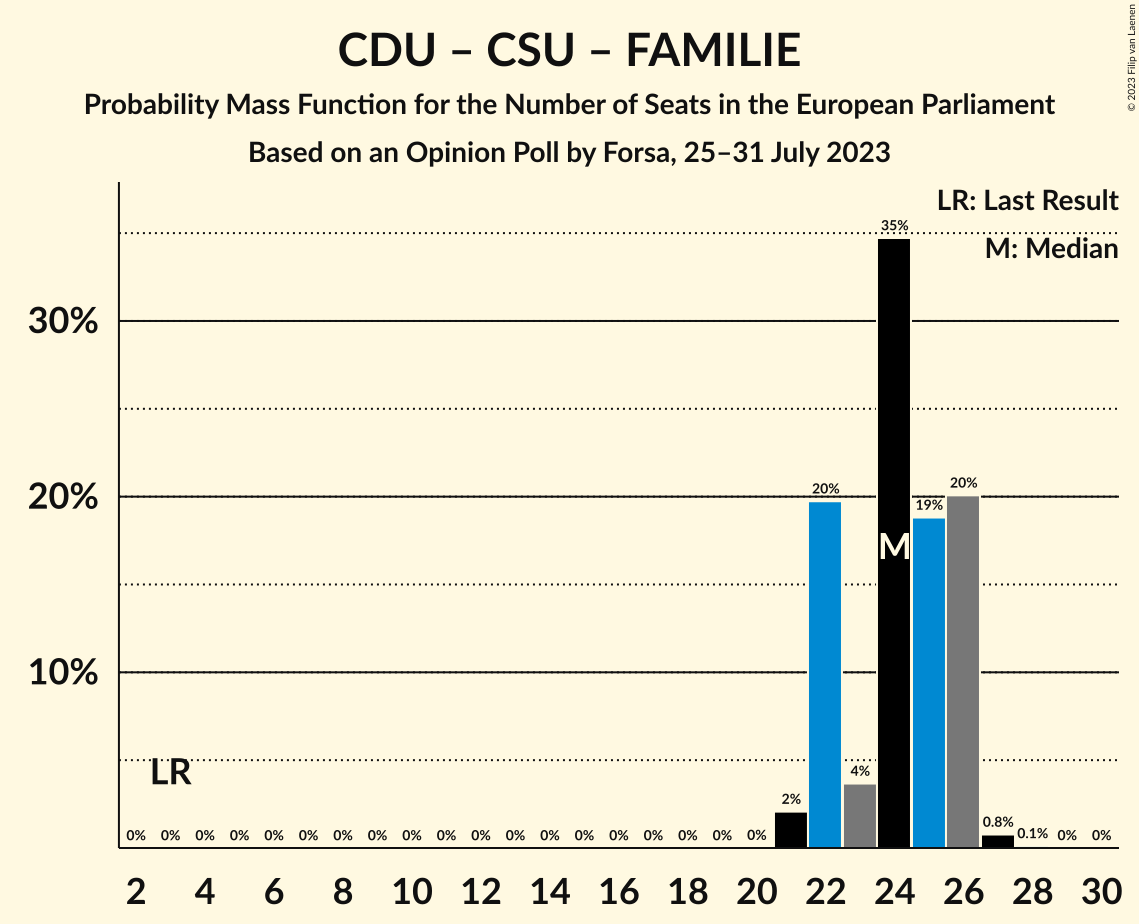 CDU – CSU – FAMILIE
Probability Mass Function for the Number of Seats in the European Parliament
Based on an Opinion Poll by Forsa, 25–31 July 2023
© 2023 Filip van Laenen
LR: Last Result
M: Median
35%
30%
20%
20%
20%
19%
M
10%
LR
4%
2%
0.8%
0% 0% 0% 0% 0% 0% 0% 0% 0% 0% 0% 0% 0% 0% 0% 0% 0% 0% 0% 0.1% 0% 0%
2 4 6 8 10 12 14 16 18 20 22 24 26 28 30